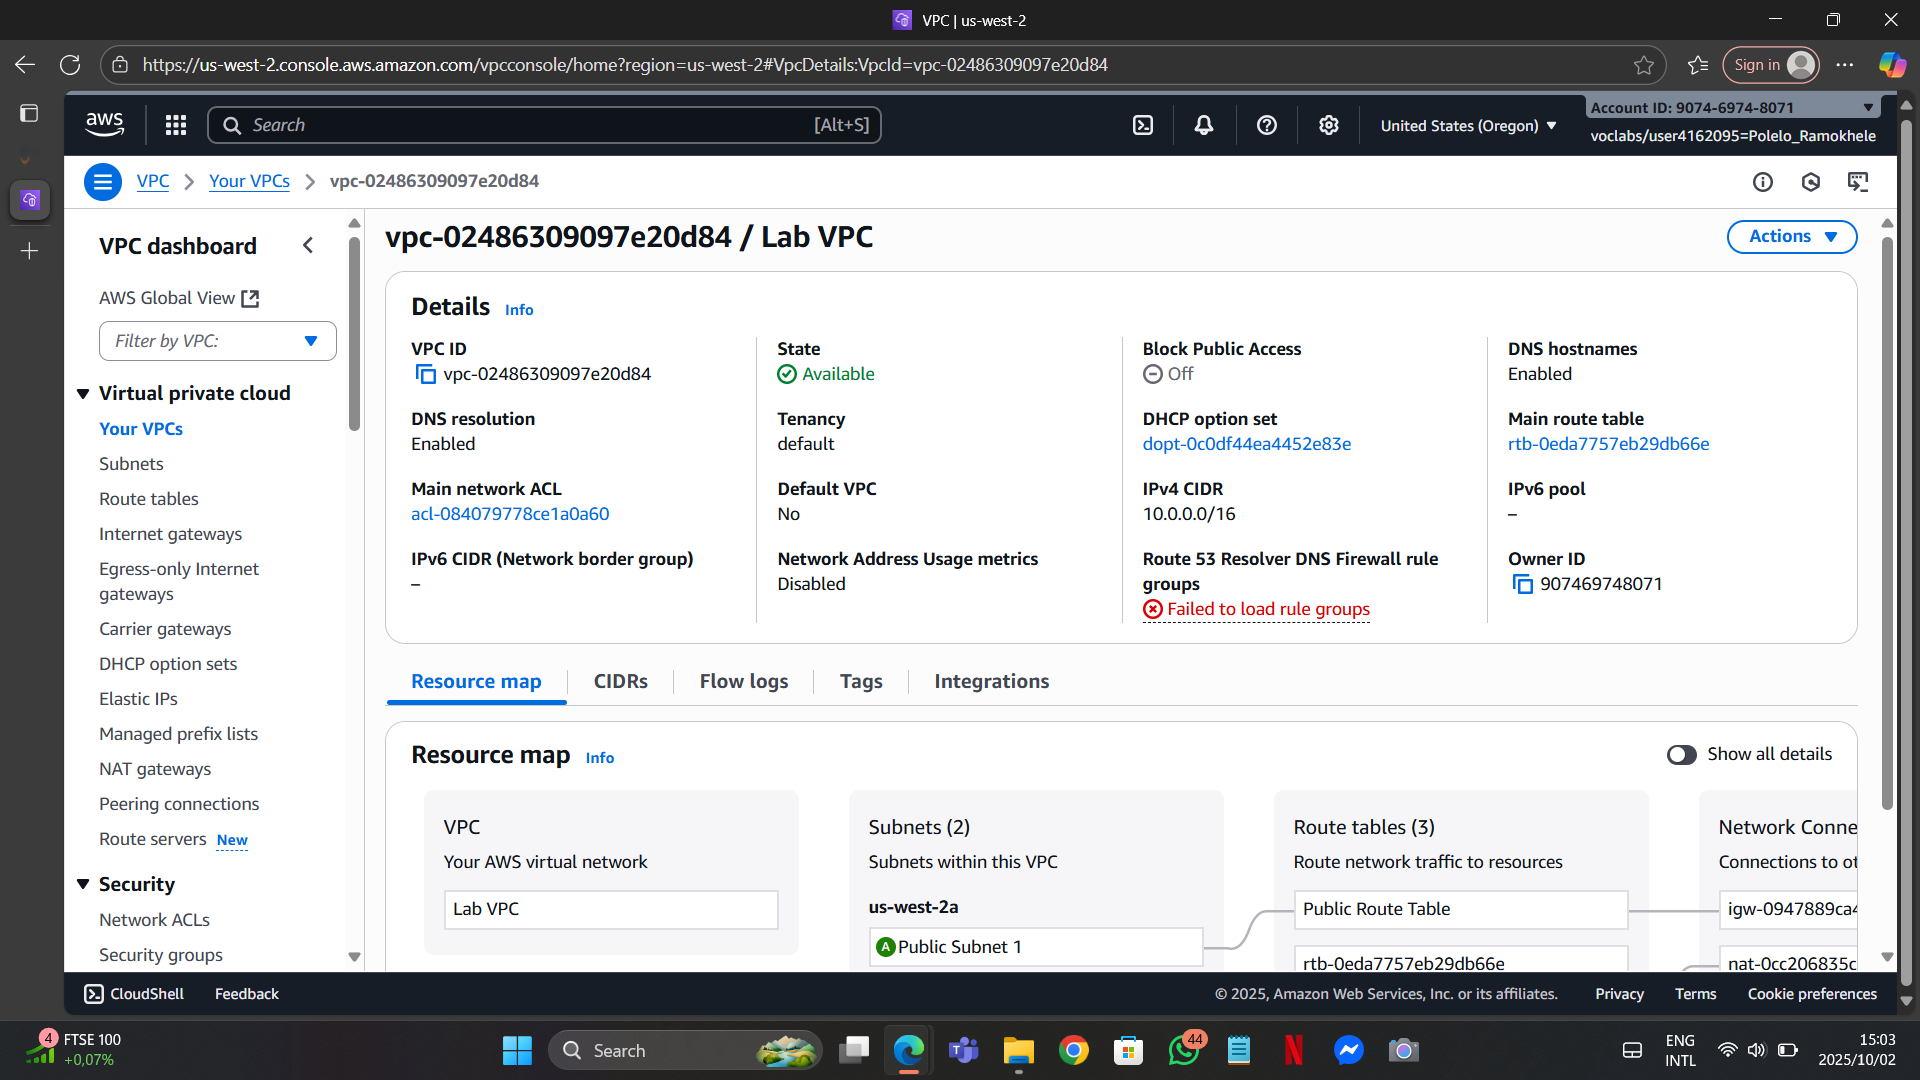 VPC | us-west-2
https://us-west-2.console.aws.amazon.com/vpcconsole/home?region=us-west-2#VpcDetails:VpcId=vpc-02486309097e20d84
Sign in
aws
Search
[Alt+S]
United States (Oregon)
Account ID: 9074-6974-8071
voclabs/user4162095=Polelo_Ramokhele
VPC
Your VPCs
vpc-02486309097e20d84
VPC dashboard
AWS Global View
Filter by VPC:
Virtual private cloud
Your VPCs
Subnets
Route tables
Internet gateways
Egress-only Internet
gateways
Carrier gateways
DHCP option sets
Elastic IPs
Managed prefix lists
NAT gateways
Peering connections
Route servers New
Security
Network ACLs
Security groups
vpc-02486309097e20d84 / Lab VPC
Actions
Details Info
VPC ID
vpc-02486309097e20d84
State
Available
Block Public Access
Off
DNS hostnames
Enabled
DNS resolution
Enabled
Tenancy
default
DHCP option set
dopt-0c0df44ea4452e83e
Main route table
rtb-0eda7757eb29db66e
Main network ACL
acl-084079778ce1a0a60
Default VPC
No
IPv4 CIDR
10.0.0.0/16
IPv6 pool
–
IPv6 CIDR (Network border group)
–
Network Address Usage metrics
Disabled
Route 53 Resolver DNS Firewall rule
groups
Failed to load rule groups
Owner ID
907469748071
Resource map
CIDRs
Flow logs
Tags
Integrations
Resource map Info
Show all details
VPC
Your AWS virtual network
Lab VPC
Subnets (2)
Subnets within this VPC
us-west-2a
A Public Subnet 1
Route tables (3)
Route network traffic to resources
Public Route Table
rtb-0eda7757eb29db66e
Network Conne
Connections to ot
igw-0947889ca4
nat-0cc206835c
CloudShell
Feedback
© 2025, Amazon Web Services, Inc. or its affiliates.
Privacy
Terms
Cookie preferences
4
FTSE 100
+0,07%
Search
44
ENG
INTL
15:03
2025/10/02